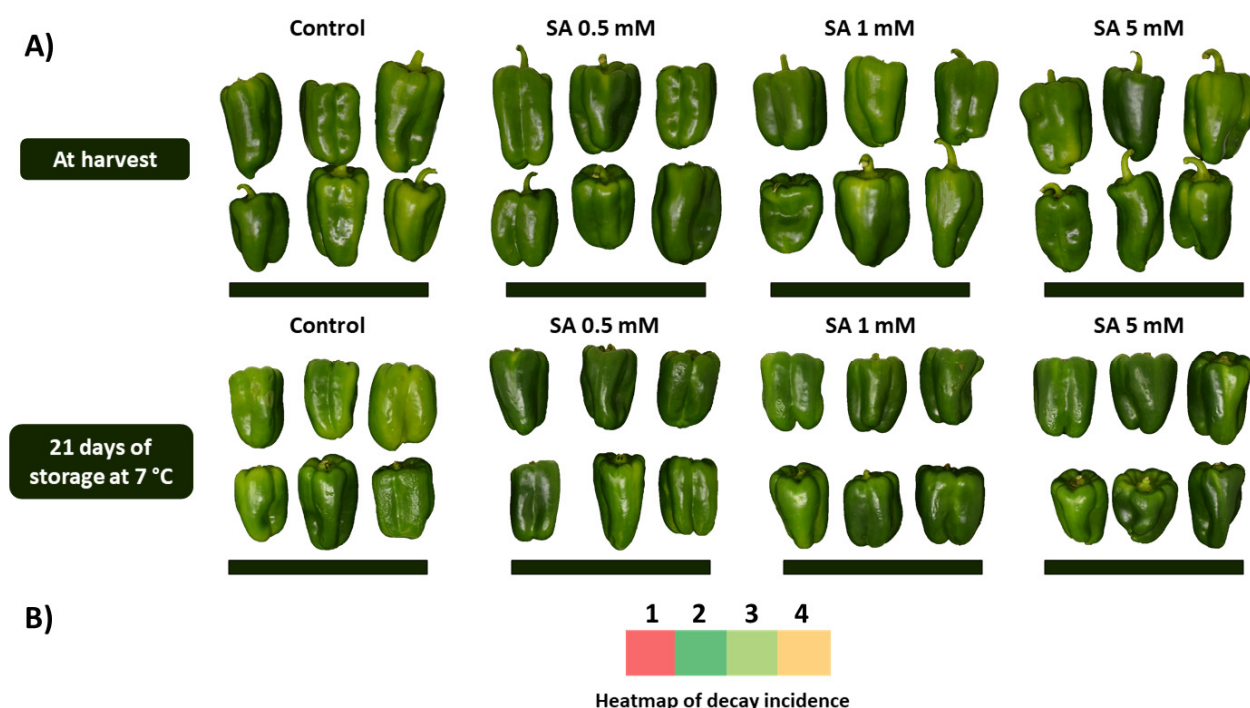 A)
Control SA 0.5 mM SA 1 mM SA 5 mM
At harvest
Control SA 0.5 mM SA 1 mM SA 5 mM
21 days of
storage at 7 °C
B)
1 2 3 4
Heatmap of decay incidence